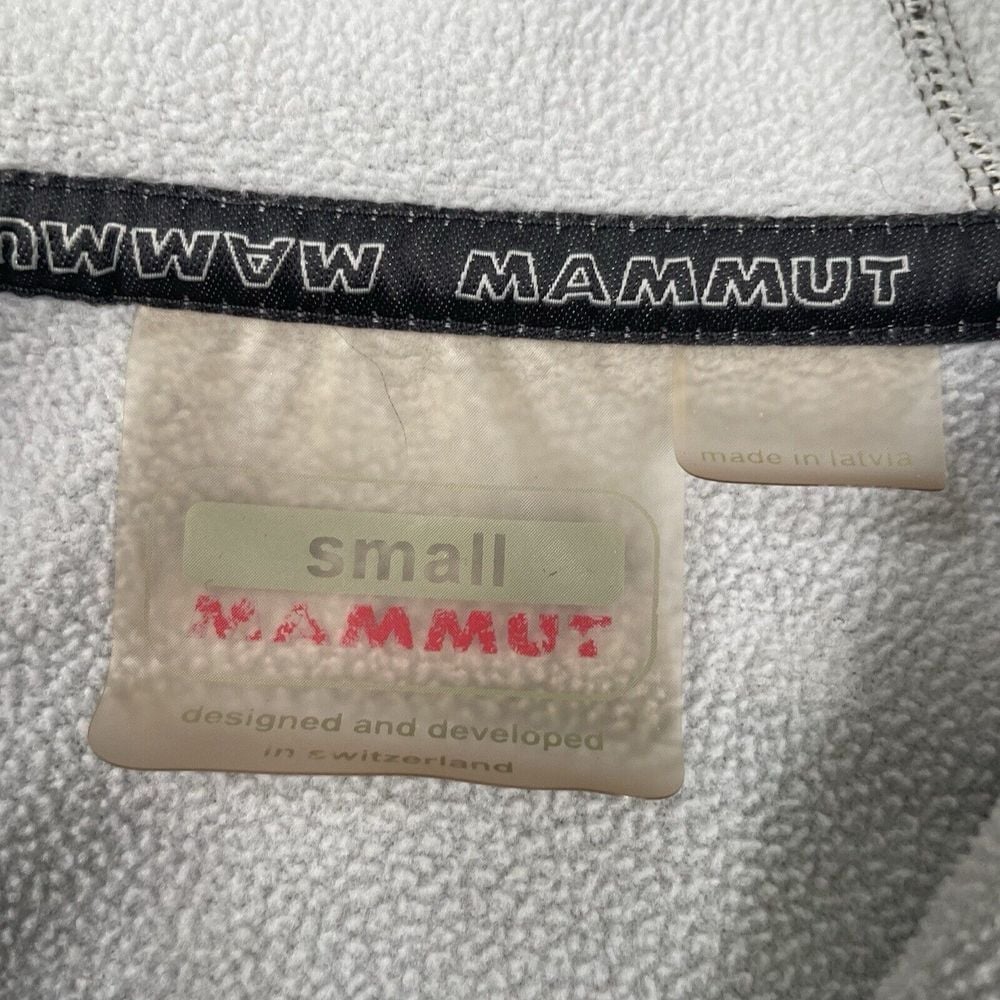 MAMMUT MAMMUT
made in latvia
small
MAMMUT
designed and developed
in switzerland